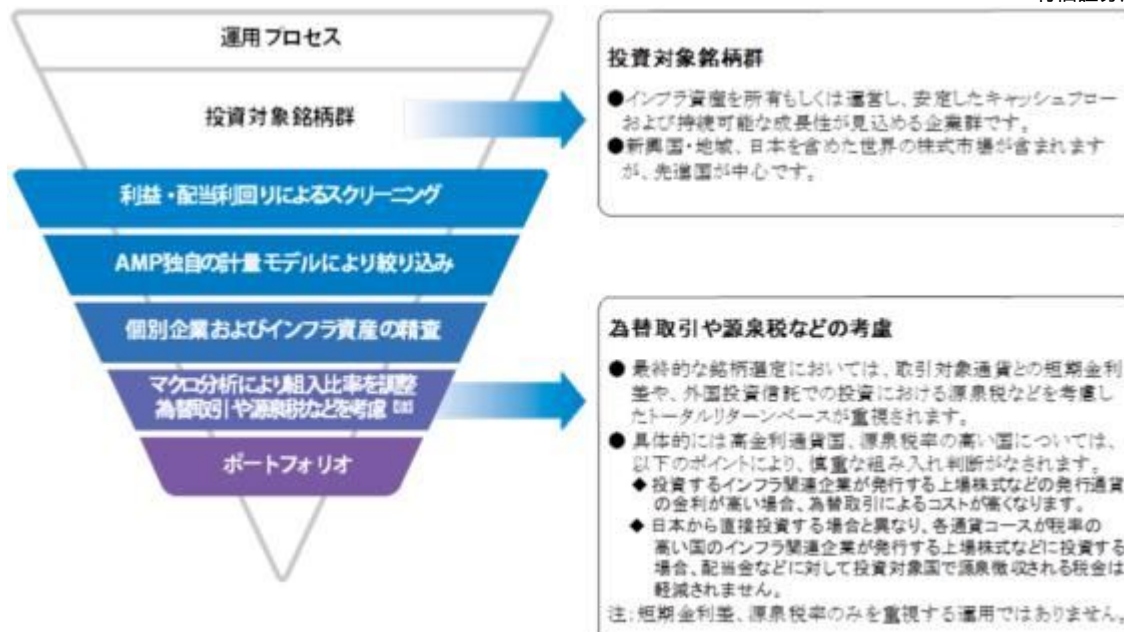 運用プロセス
投資対象銘柄群
利益・配当利回りによるスクリーニング
AMP独自の計量モデルにより絞り込み
個別企業およびインフラ資産の精査
マクロ分析により組入比率を調整
為替取引や源泉税などを考慮
ポートフォリオ
投資対象銘柄群
●インフラ資産を所有もしくは運営し、安定したキャッシュフロー
および持続可能な成長性が見込める企業群です。
●新興国・地域、日本を含めた世界の株式市場が含まれます
が、先進国が中心です。
為替取引や源泉税などの考慮
● 最終的な銘柄選定においては、取引対象通貨との短期金利
差や、外国投資信託での投資における源泉税などを考慮し
たトータルリターンベースが重視されます。
● 具体的には高金利通貨国、源泉税率の高い国については、
以下のポイントにより、慎重な組み入れ判断がなされます。
◆ 投資するインフラ関連企業が発行する上場株式などの発行通貨
の金利が高い場合、為替取引によるコストが高くなります。
◆ 日本から直接投資する場合と異なり、各通貨コースが税率の
高い国のインフラ関連企業が発行する上場株式などに投資する
場合、配当金などに対して投資対象国で源泉徴収される税金は
軽減されません。
注:短期金利差、源泉税率のみを重視する運用ではありません。